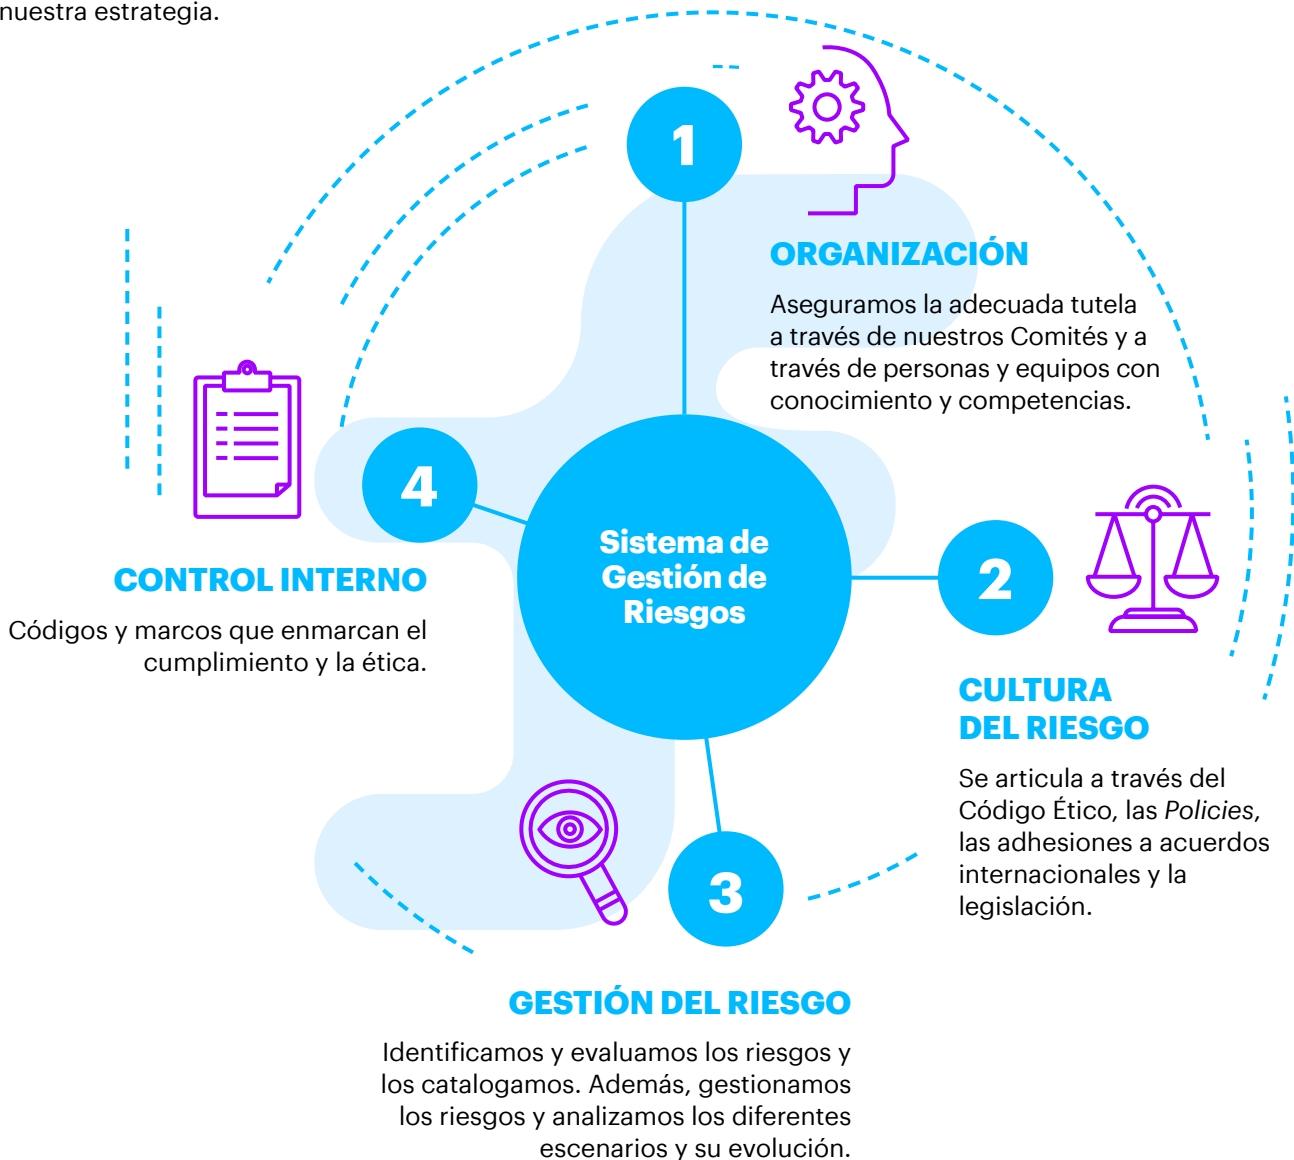 nuestra estrategia.
1
ORGANIZACIÓN
Aseguramos la adecuada tutela
a través de nuestros Comités y a
través de personas y equipos con
conocimiento y competencias.
Sistema de
Gestión de
Riesgos
2
CULTURA
DEL RIESGO
Se articula a través del
Código Ético, las Policies,
las adhesiones a acuerdos
internacionales y la
legislación.
3
GESTIÓN DEL RIESGO
Identificamos y evaluamos los riesgos y
los catalogamos. Además, gestionamos
los riesgos y analizamos los diferentes
escenarios y su evolución.
4
CONTROL INTERNO
Códigos y marcos que enmarcan el
cumplimiento y la ética.